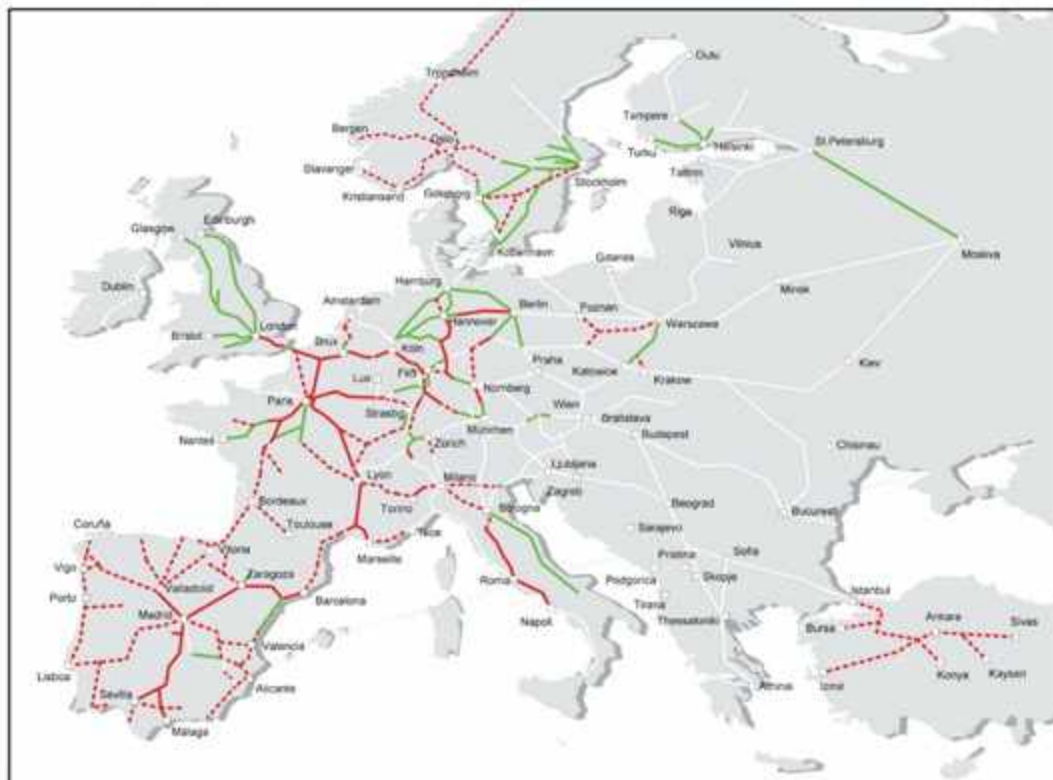 Oulu
Trondheim
Tampere
Bergen
Oslo
Turku
Helsinki
St.Petersburg
Stavanger
Tallinn
Stockholm
Kristiansand
Göteborg
Riga
Edinburgh
Glasgow
Vilnius
Moskva
København
Gdansk
Dublin
Hamburg
Minsk
Amsterdam
Berlin
Poznan
London
Hannover
Warszawa
Bristol
Brux
Köln
Praha
Kiev
Lux
Katowice
Krakow
Paris
Nürnberg
Wien
Strasbg
München
Bratislava
Nantes
Zürich
Budapest
Chisinau
Lyon
Milano
Ljubljana
Zagreb
Bordeaux
Torino
Bologna
Beograd
Bucuresti
Coruña
Toulouse
Nice
Sarajevo
Marseille
Vitoria
Sofia
Vigo
Pristina
Valladolid
Zaragoza
Roma
Podgorica
Skopje
Istanbul
Porto
Barcelona
Tirana
Madrid
Napoli
Thessaloniki
Bursa
Ankara
Sivas
Valencia
Lisboa
Konya
Kayseri
Alicante
Izmir
Athinai
Sevilla
Málaga